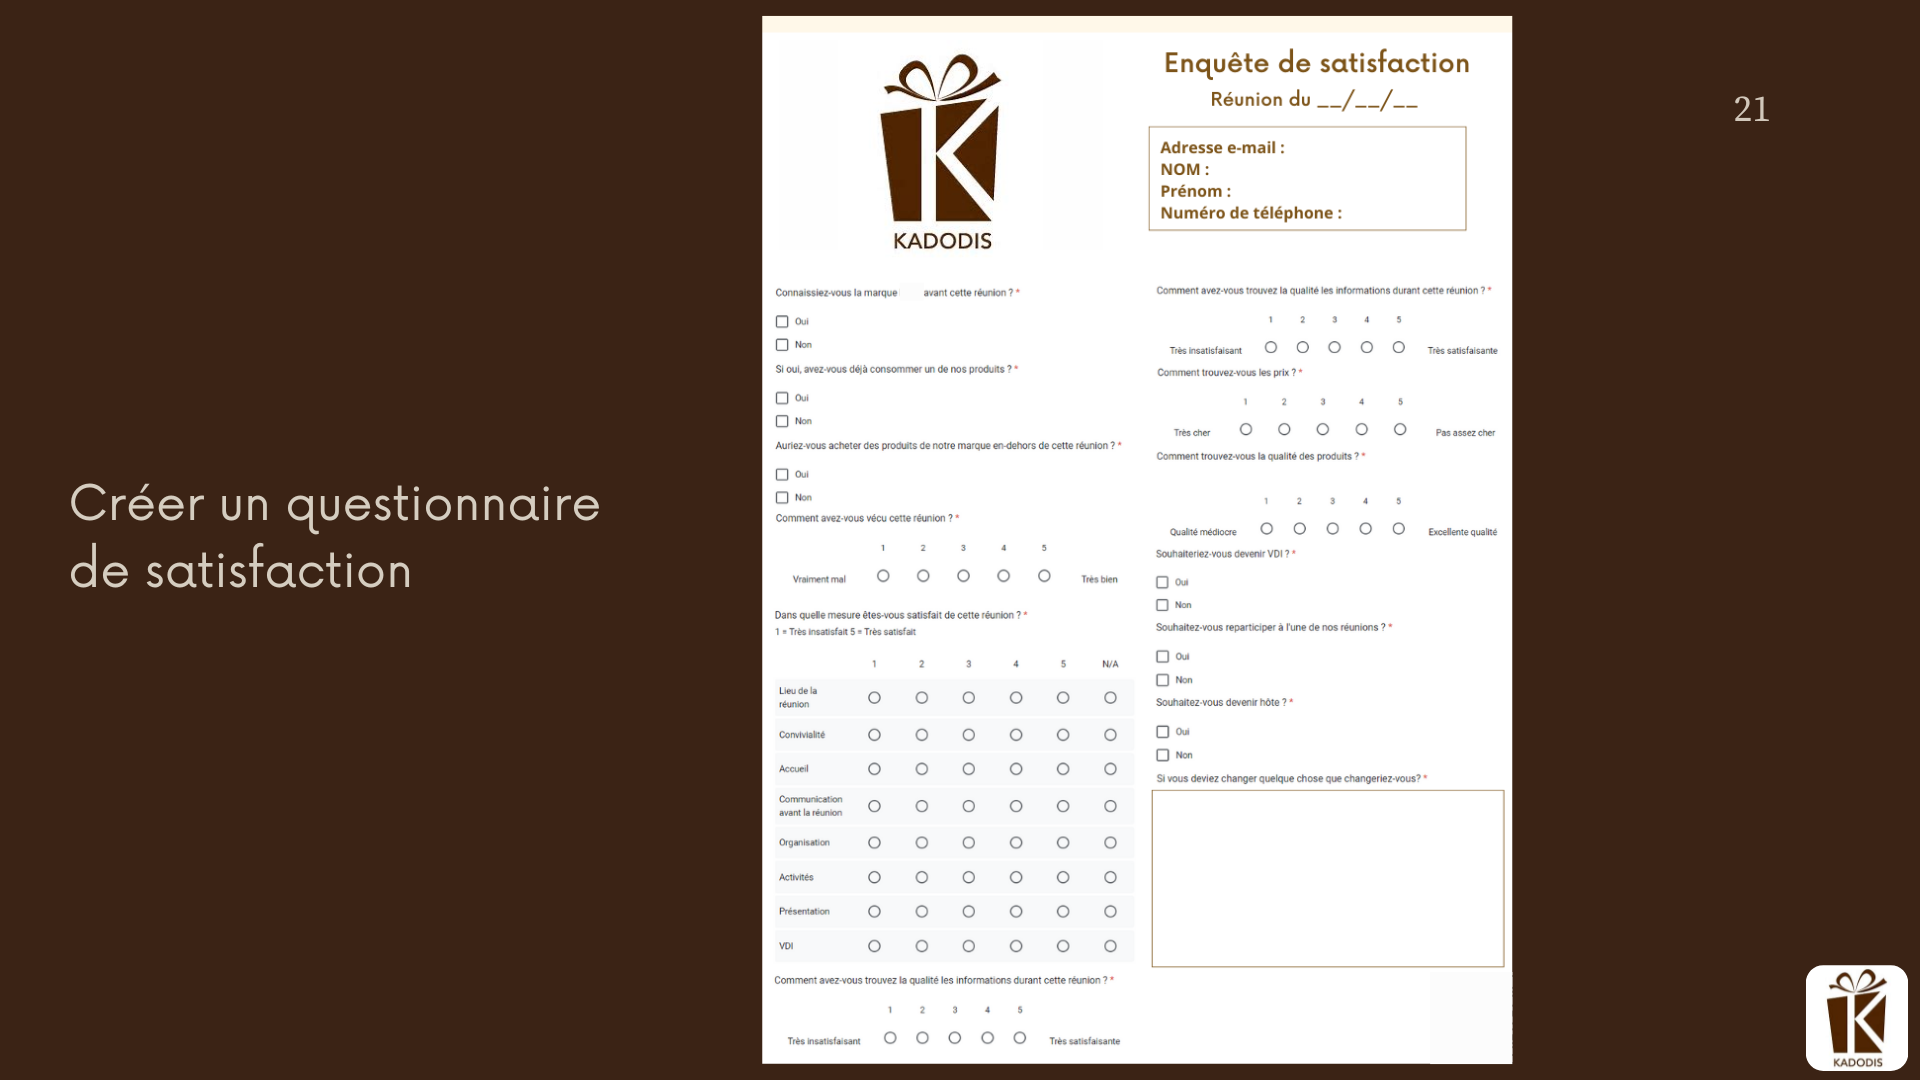 21
Créer un questionnaire
de satisfaction
KADODIS
Enquête de satisfaction
Réunion du __/__/__
Adresse e-mail :
NOM :
Prénom :
Numéro de téléphone :
Connaissiez-vous la marque avant cette réunion ? *
Oui
Non
Si oui, avez-vous déjà consommer un de nos produits ? *
Oui
Non
Auriez-vous acheter des produits de notre marque en-dehors de cette réunion ? *
Oui
Non
Comment avez-vous vécu cette réunion ? *
1 2 3 4 5
Vraiment mal Très bien
Dans quelle mesure êtes-vous satisfait de cette réunion ? *
1 = Très insatisfait 5 = Très satisfait
1 2 3 4 5 N/A
Lieu de la
réunion
Convivialité
Accueil
Communication
avant la réunion
Organisation
Activités
Présentation
VDI
Comment avez-vous trouvez la qualité les informations durant cette réunion ? *
1 2 3 4 5
Très insatisfaisant Très satisfaisante
Comment avez-vous trouvez la qualité les informations durant cette réunion ? *
1 2 3 4 5
Très insatisfaisant Très satisfaisante
Comment trouvez-vous les prix ? *
1 2 3 4 5
Très cher Pas assez cher
Comment trouvez-vous la qualité des produits ? *
1 2 3 4 5
Qualité médiocre Excellente qualité
Souhaiteriez-vous devenir VDI ? *
Oui
Non
Souhaitez-vous reparticiper à l'une de nos réunions ? *
Oui
Non
Souhaitez-vous devenir hôte ? *
Oui
Non
Si vous deviez changer quelque chose que changeriez-vous? *
KADODIS